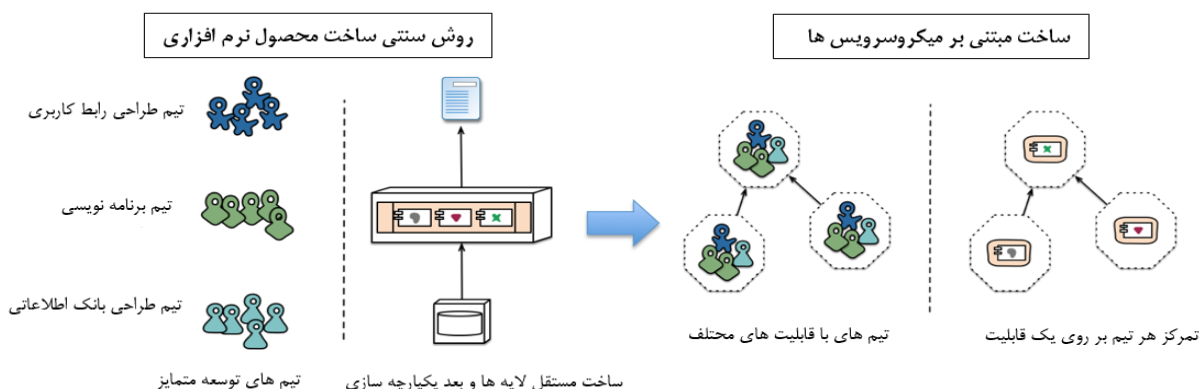 ساخت مبتنی بر میکروسرویس ها
روش سنتی ساخت محصول نرم افزاری
تیم طراحی رابط کاربری
تیم برنامه نویسی
تیم طراحی بانک اطلاعاتی
تیم های توسعه متمایز
ساخت مستقل لایه ها و بعد یکپارچه سازی
تیم های با قابلیت های مختلف
تمرکز هر تیم بر روی یک قابلیت